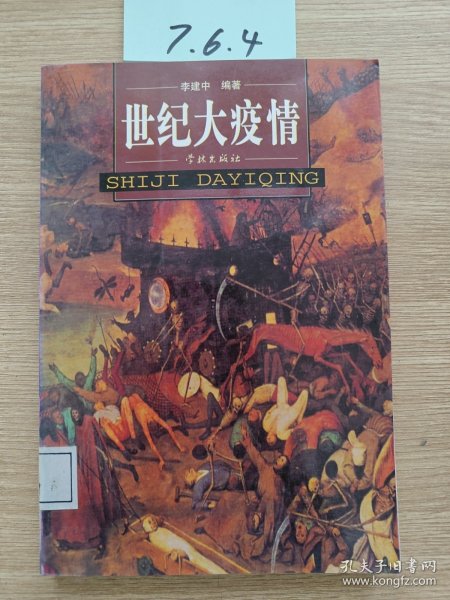 7.6.4
李建中 编著
世纪大疫情
学林出版社
SHIJI DAYIQING
孔夫子旧书网
www.kongfz.com